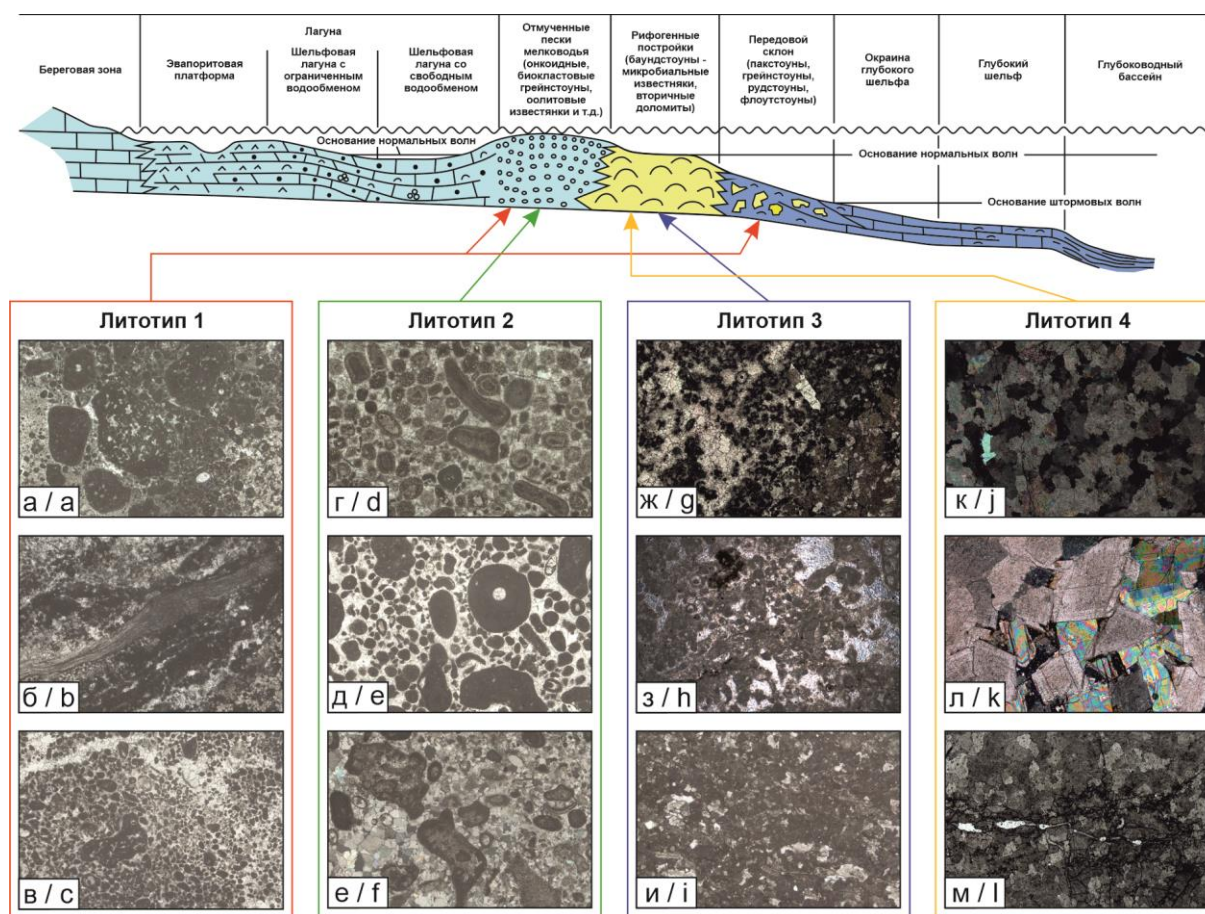 Береговая зона
Лагуна
Эвапоритовая
платформа
Шельфовая
лагуна с
ограниченным
водообменом
Шельфовая
лагуна со
свободным
водообменом
Отмученные
пески
мелководья
(онкоидные,
биокластовые
грейнстоуны,
оолитовые
известянки и т.д.)
Рифогенные
постройки
(баундстоуны -
микробиальные
известняки,
вторичные
доломиты)
Передовой
склон
(пакстоуны,
грейнстоуны,
рудстоуны,
флоутстоуны)
Окраина
глубокого
шельфа
Глубокий
шельф
Глубоководный
бассейн
Основание нормальных волн
Основание нормальных волн
Основание штормовых волн
Литотип 1
Литотип 2
Литотип 3
Литотип 4
а / a
г / d
ж / g
к / j
б / b
д / e
з / h
л / k
в / c
е / f
и / i
м / l